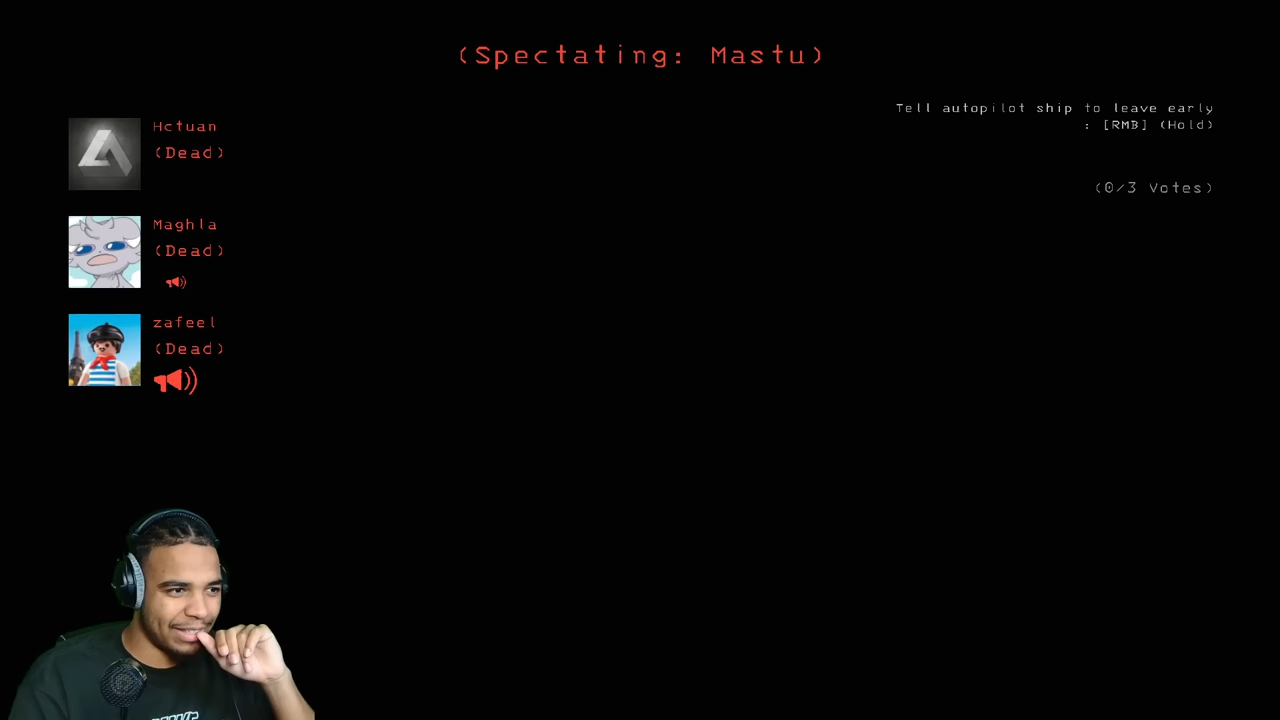 (Spectating: Mastu)
Tell autopilot ship to leave early
: [RMB] (Hold)
(0/3 Votes)
Hctuan
(Dead)
Maghla
(Dead)
zafeel
(Dead)